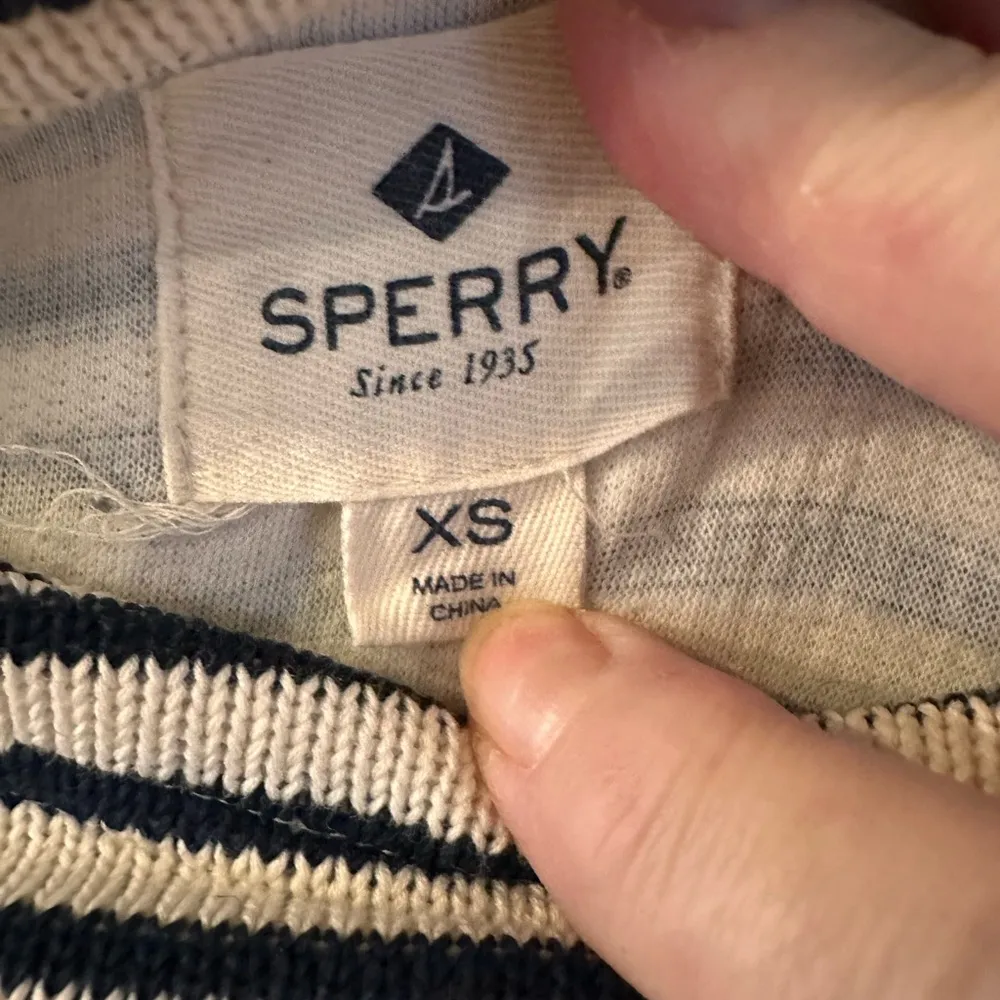 SPERRY®
Since 1935
XS
MADE IN
CHINA